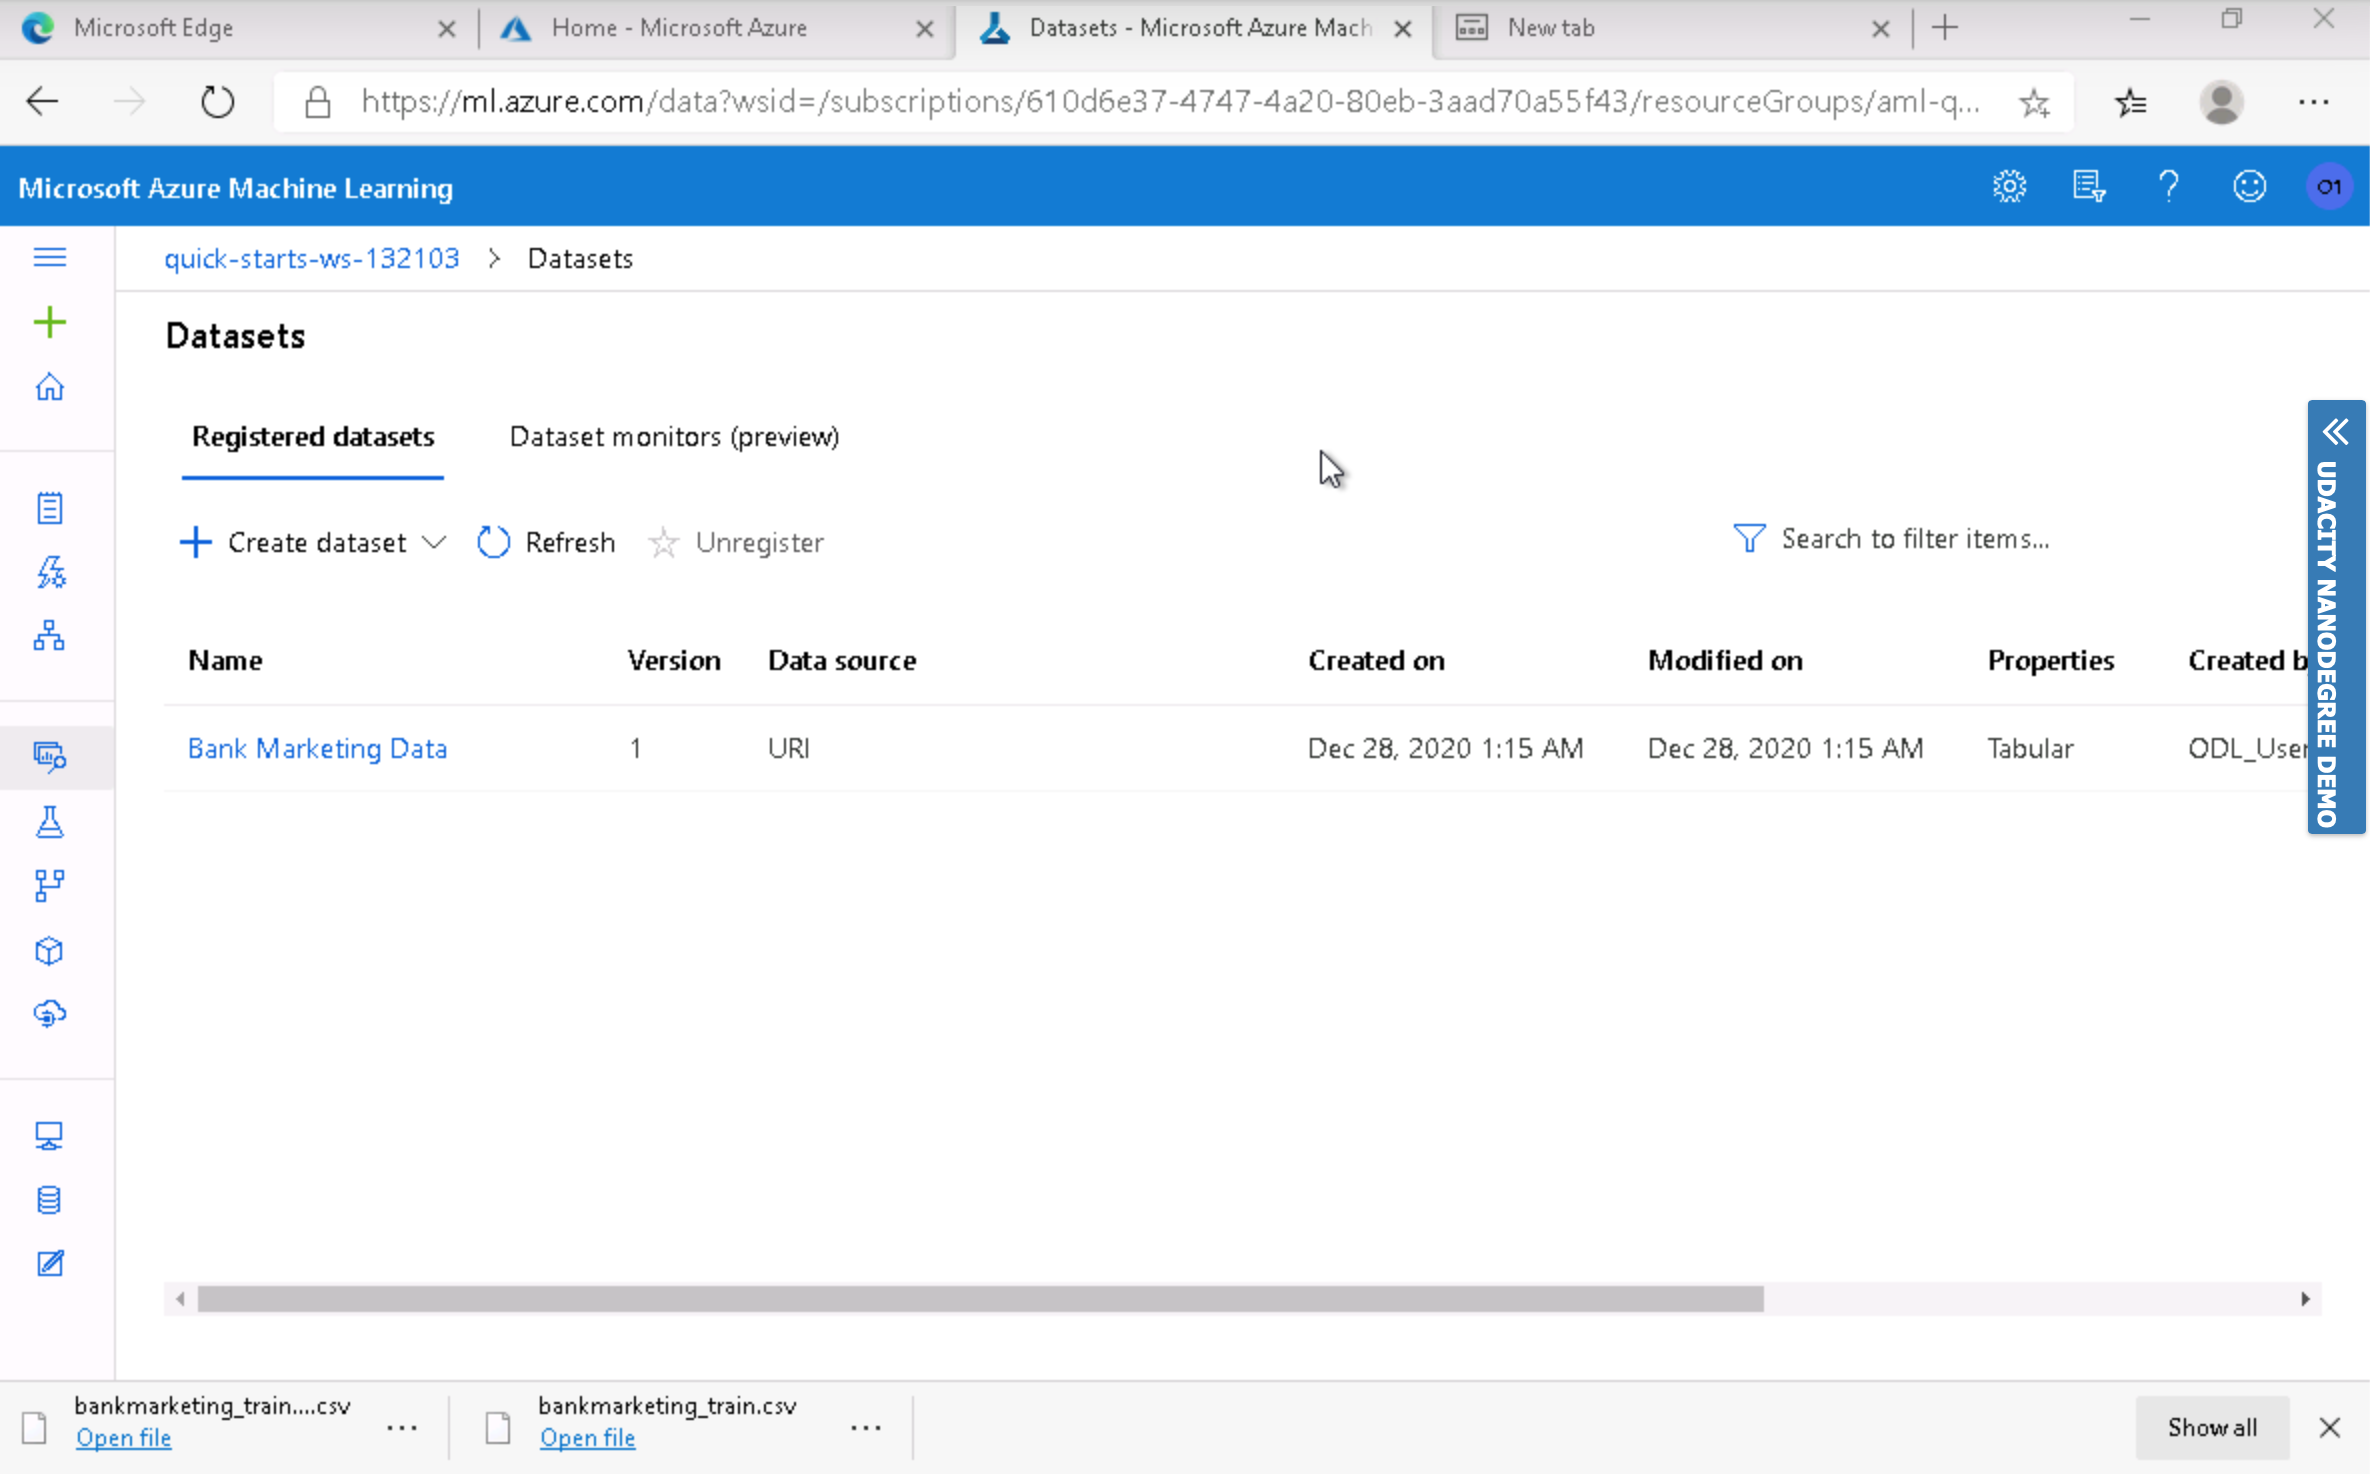 Microsoft Edge
Home - Microsoft Azure
Datasets - Microsoft Azure Mach
New tab
https://ml.azure.com/data?wsid=/subscriptions/610d6e37-4747-4a20-80eb-3aad70a55f43/resourceGroups/aml-q...
Microsoft Azure Machine Learning
O1
quick-starts-ws-132103 > Datasets
Datasets
Registered datasets
Dataset monitors (preview)
Create dataset
Refresh
Unregister
Search to filter items...
Name Version Data source Created on Modified on Properties Created b
Bank Marketing Data 1 URI Dec 28, 2020 1:15 AM Dec 28, 2020 1:15 AM Tabular ODL_User
UDACITY NANODEGREE DEMO
bankmarketing_train....csv
Open file
bankmarketing_train.csv
Open file
Show all